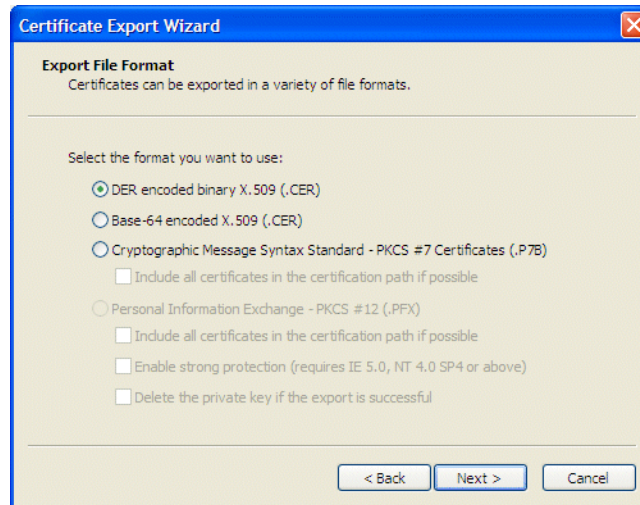 Certificate Export Wizard
Export File Format
Certificates can be exported in a variety of file formats.
Select the format you want to use:
DER encoded binary X.509 (.CER)
Base-64 encoded X.509 (.CER)
Cryptographic Message Syntax Standard - PKCS #7 Certificates (.P7B)
Include all certificates in the certification path if possible
Personal Information Exchange - PKCS #12 (.PFX)
Include all certificates in the certification path if possible
Enable strong protection (requires IE 5.0, NT 4.0 SP4 or above)
Delete the private key if the export is successful
< Back Next > Cancel